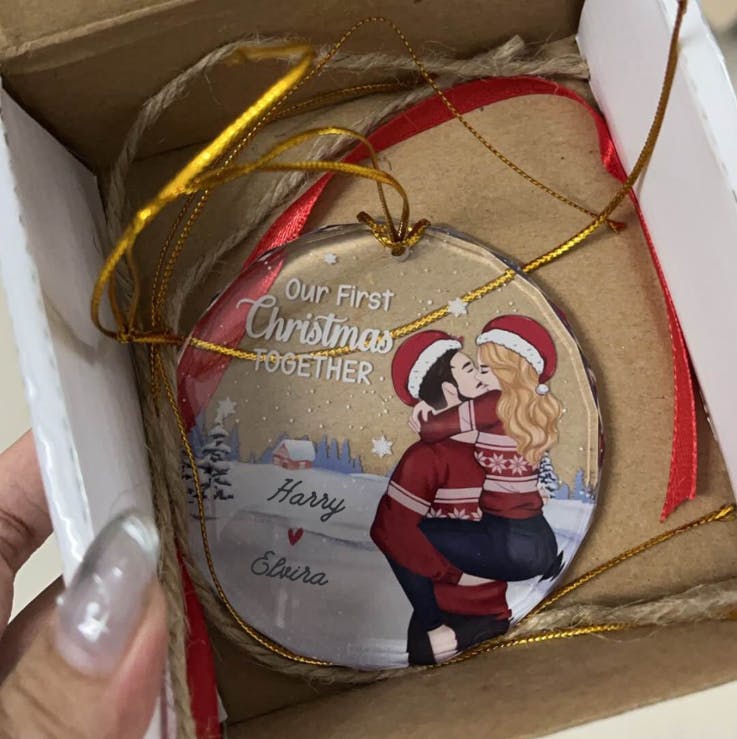 Our First
Christmas
TOGETHER
Harry
Elvira